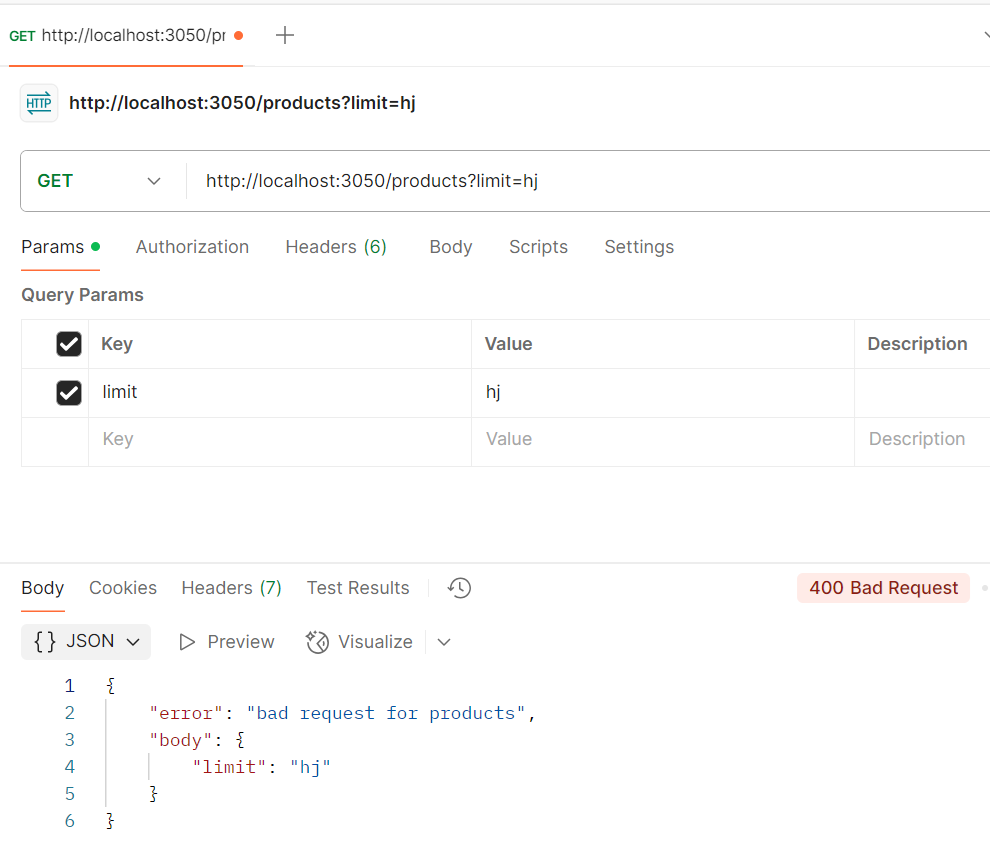 GET http://localhost:3050/pr
HTTP http://localhost:3050/products?limit=hj
GET http://localhost:3050/products?limit=hj
Params Authorization Headers (6) Body Scripts Settings
Query Params
Key Value Description
limit hj
Key Value Description
Body Cookies Headers (7) Test Results 400 Bad Request
{} JSON Preview Visualize
1 {
2 "error": "bad request for products",
3 "body": {
4 "limit": "hj"
5 }
6 }